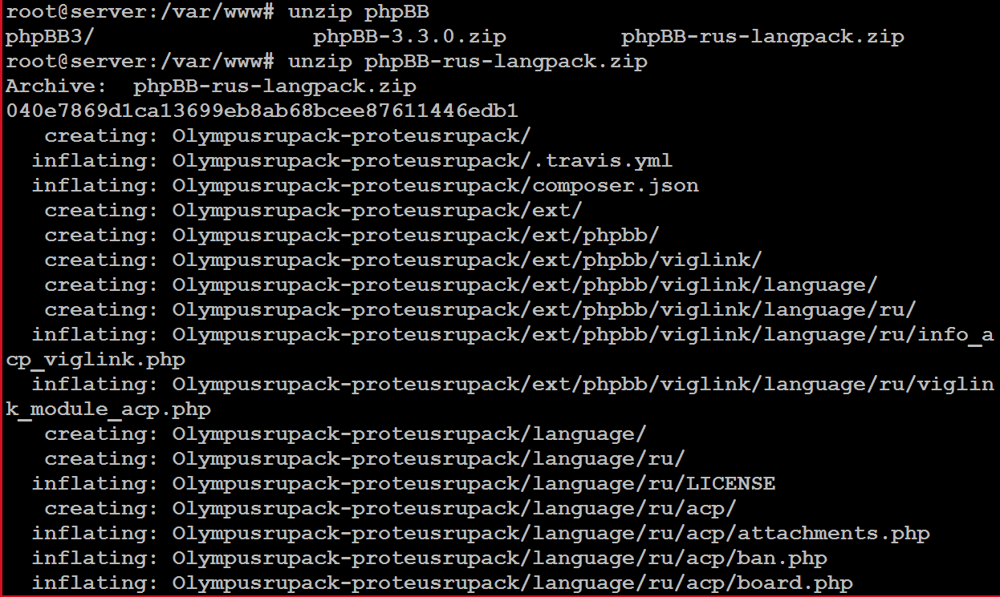 root@server:/var/www# unzip phpBB
phpBB3/                 phpBB-3.3.0.zip         phpBB-rus-langpack.zip
root@server:/var/www# unzip phpBB-rus-langpack.zip
Archive:  phpBB-rus-langpack.zip
040e7869d1ca13699eb8ab68bcee87611446edb1
   creating: Olympusrupack-proteusrupack/
  inflating: Olympusrupack-proteusrupack/.travis.yml
  inflating: Olympusrupack-proteusrupack/composer.json
   creating: Olympusrupack-proteusrupack/ext/
   creating: Olympusrupack-proteusrupack/ext/phpbb/
   creating: Olympusrupack-proteusrupack/ext/phpbb/viglink/
   creating: Olympusrupack-proteusrupack/ext/phpbb/viglink/language/
   creating: Olympusrupack-proteusrupack/ext/phpbb/viglink/language/ru/
  inflating: Olympusrupack-proteusrupack/ext/phpbb/viglink/language/ru/info_a
cp_viglink.php
  inflating: Olympusrupack-proteusrupack/ext/phpbb/viglink/language/ru/viglin
k_module_acp.php
   creating: Olympusrupack-proteusrupack/language/
   creating: Olympusrupack-proteusrupack/language/ru/
  inflating: Olympusrupack-proteusrupack/language/ru/LICENSE
   creating: Olympusrupack-proteusrupack/language/ru/acp/
  inflating: Olympusrupack-proteusrupack/language/ru/acp/attachments.php
  inflating: Olympusrupack-proteusrupack/language/ru/acp/ban.php
  inflating: Olympusrupack-proteusrupack/language/ru/acp/board.php